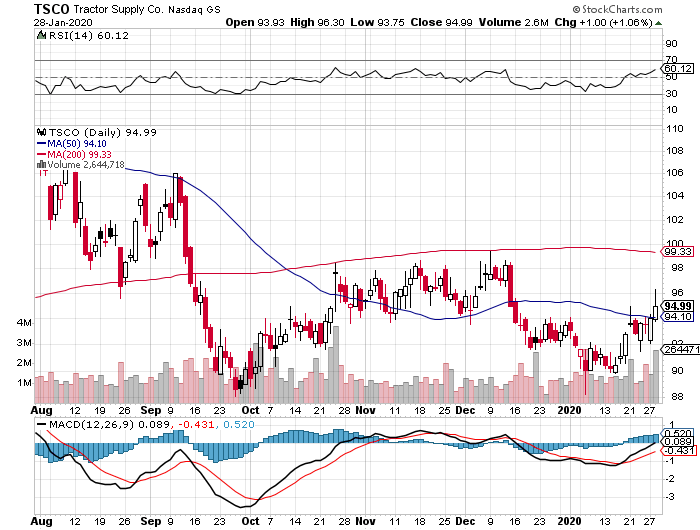 TSCO Tractor Supply Co. Nasdaq GS
© StockCharts.com
28-Jan-2020
Open 93.93 High 96.30 Low 93.75 Close 94.99 Volume 2.6M Chg +1.00 (+1.06%)
RSI(14) 60.12
90
70
60.12
50
30
10
TSCO (Daily) 94.99
MA(50) 94.10
MA(200) 99.33
Volume 2,644,718
110
108
106
104
102
100
99.33
98
96
94.99
94.10
92
2644718
90
88
4M
3M
2M
1M
Aug 12 19 26 Sep 9 16 23 Oct 7 14 21 28 Nov 11 18 25 Dec 9 16 23 2020 13 21 27
MACD(12,26,9) 0.089, -0.431, 0.520
1
0.520
0.089
-0.431
-1
-2
-3
Aug 12 19 26 Sep 9 16 23 Oct 7 14 21 28 Nov 11 18 25 Dec 9 16 23 2020 13 21 27